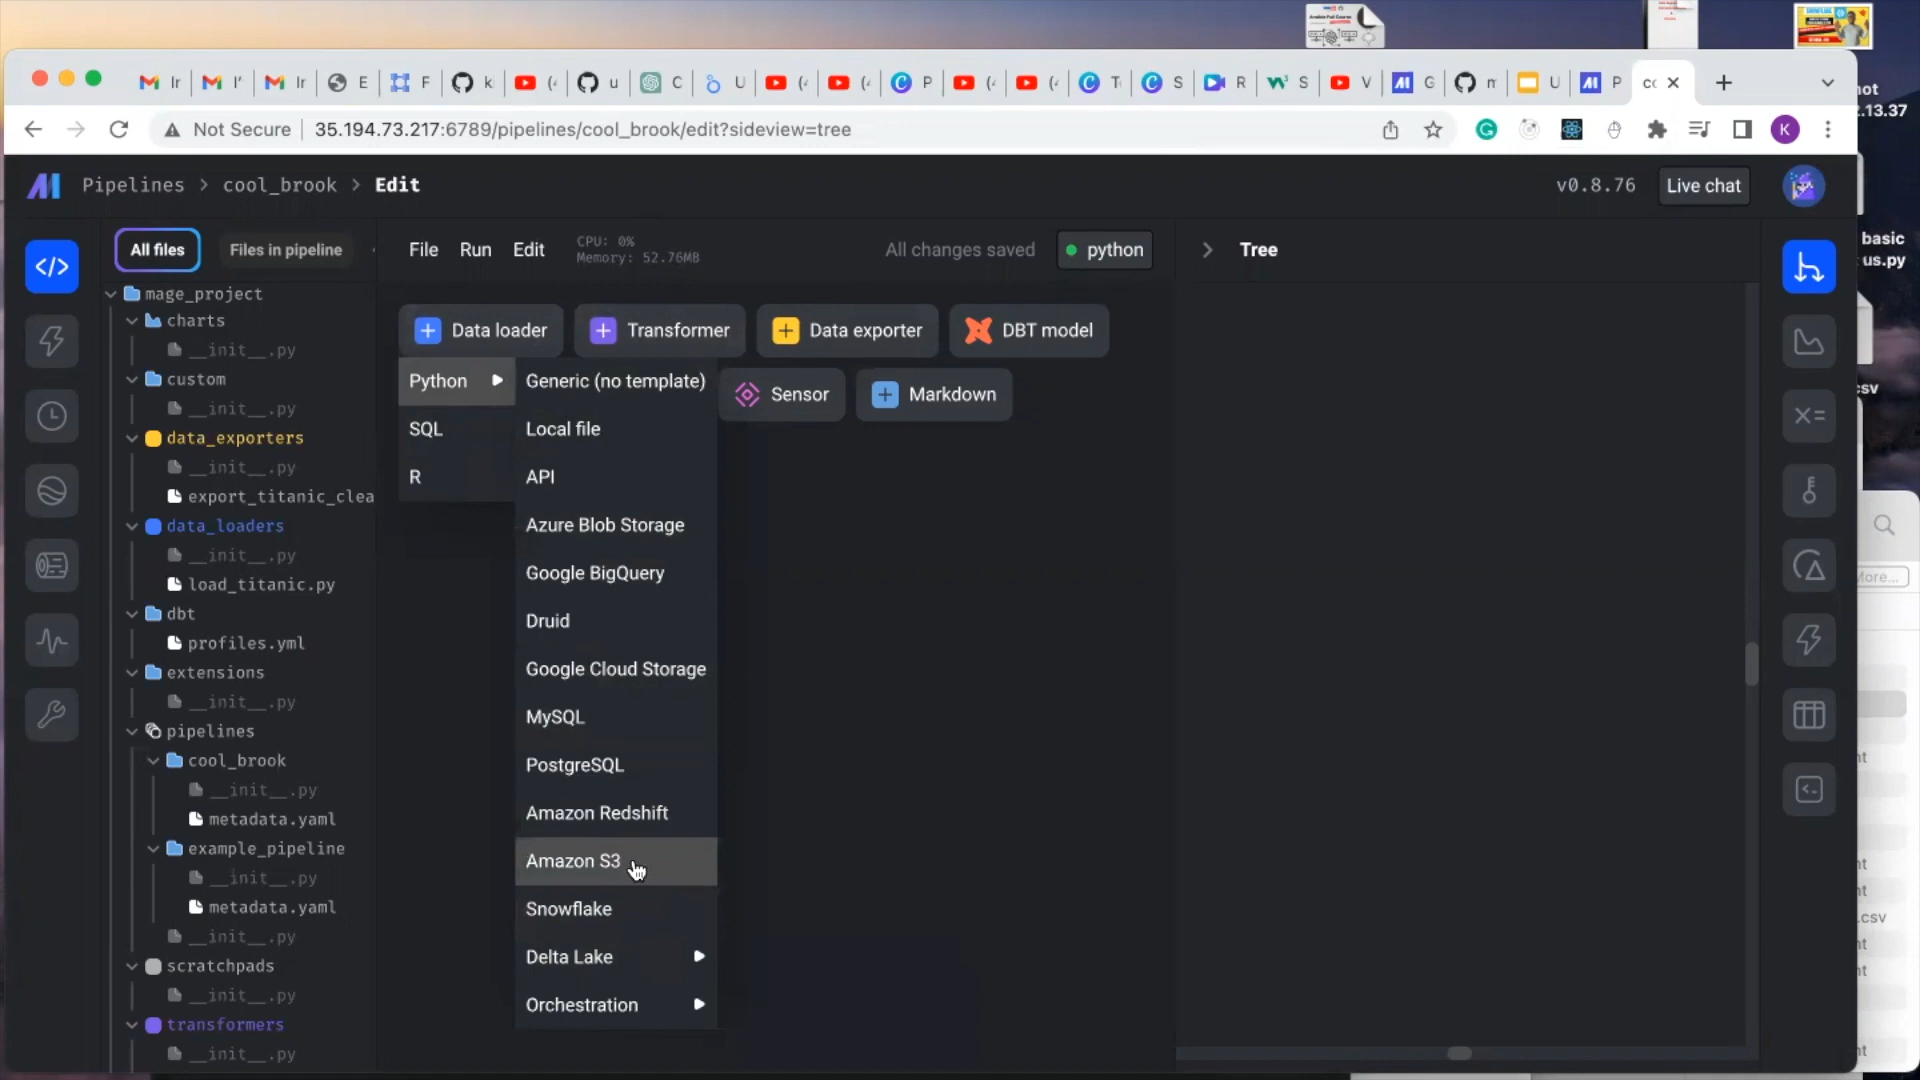 Ir
I'
Ir
E
F
k
(
u
C
U
(
(
P
(
(
T
S
R
S
V
G
m
U
P
Not Secure
35.194.73.217:6789/pipelines/cool_brook/edit?sideview=tree
K
Pipelines > cool_brook > Edit
v0.8.76
Live chat
All files
Files in pipeline
File
Run
Edit
CPU: 0%
Memory: 52.76MB
All changes saved
python
Tree
mage_project
charts
__init__.py
custom
__init__.py
data_exporters
__init__.py
export_titanic_clea
data_loaders
__init__.py
load_titanic.py
dbt
profiles.yml
extensions
__init__.py
pipelines
cool_brook
__init__.py
metadata.yaml
example_pipeline
__init__.py
metadata.yaml
__init__.py
scratchpads
__init__.py
transformers
__init__.py
Data loader
Transformer
Data exporter
DBT model
Sensor
Markdown
Python
SQL
R
Generic (no template)
Local file
API
Azure Blob Storage
Google BigQuery
Druid
Google Cloud Storage
MySQL
PostgreSQL
Amazon Redshift
Amazon S3
Snowflake
Delta Lake
Orchestration
.13.37
basic
us.py
.csv